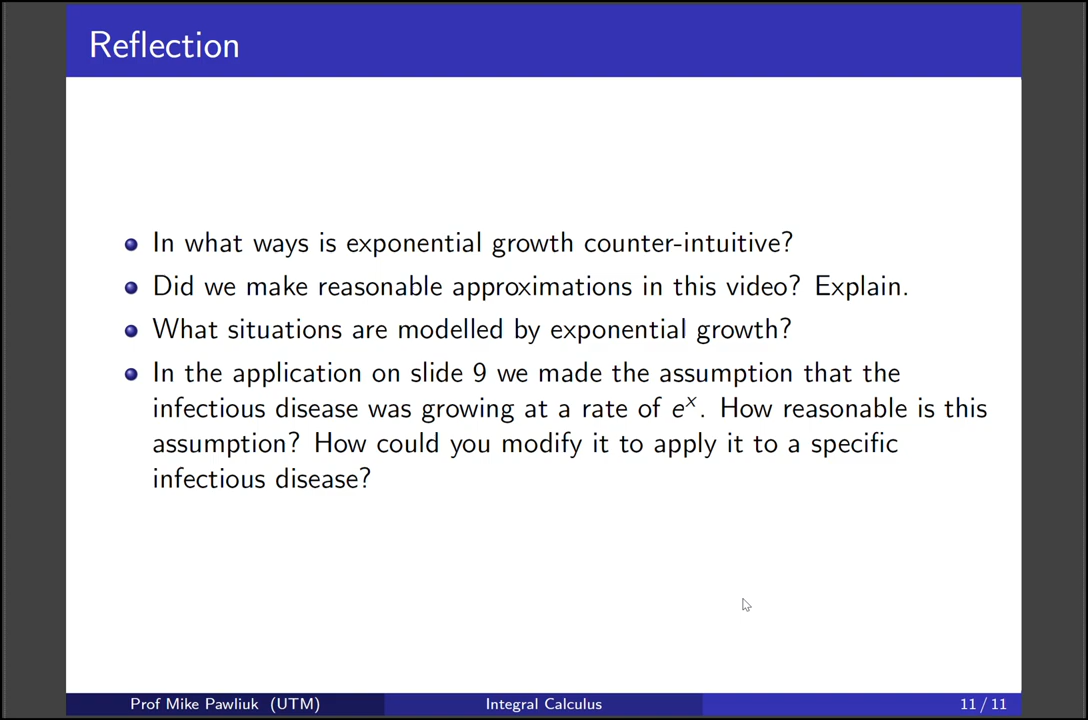 Reflection
In what ways is exponential growth counter-intuitive?
Did we make reasonable approximations in this video? Explain.
What situations are modelled by exponential growth?
In the application on slide 9 we made the assumption that the
infectious disease was growing at a rate of eˣ. How reasonable is this
assumption? How could you modify it to apply it to a specific
infectious disease?
Prof Mike Pawliuk (UTM) Integral Calculus 11 / 11